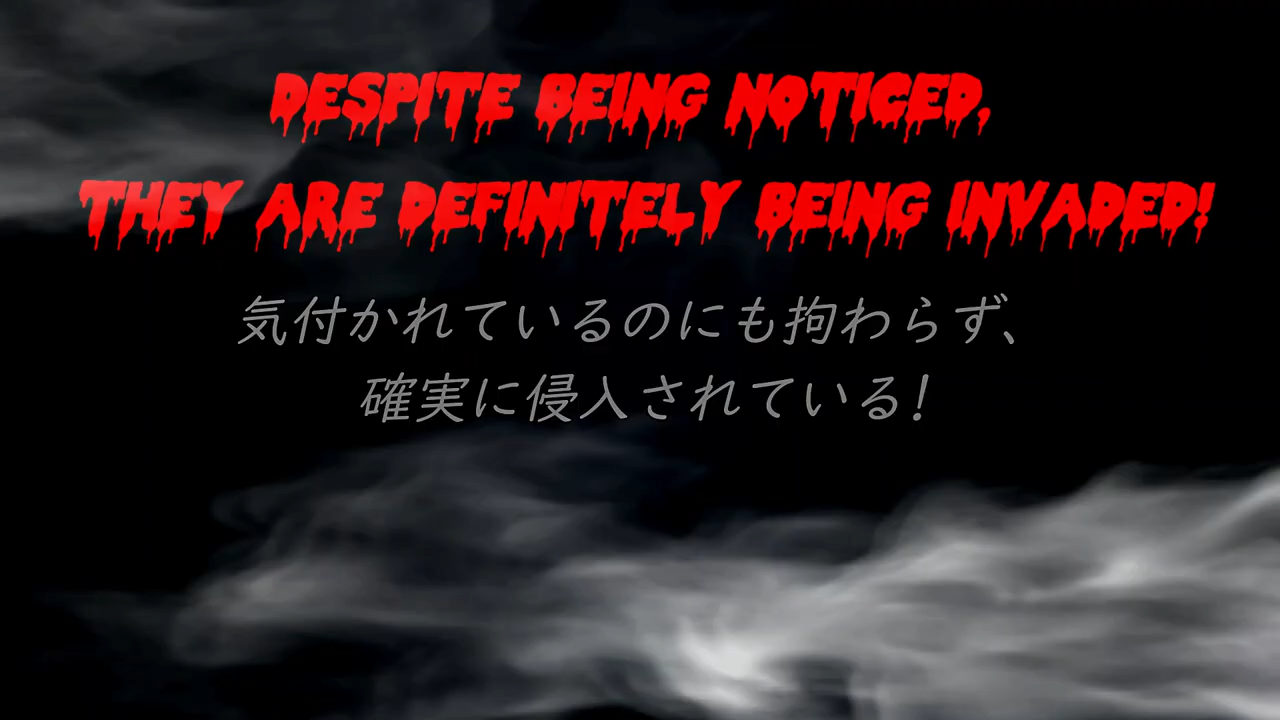 DESPITE BEING NOTICED,
THEY ARE DEFINITELY BEING INVADED!
気付かれているのにも拘わらず、
確実に侵入されている!